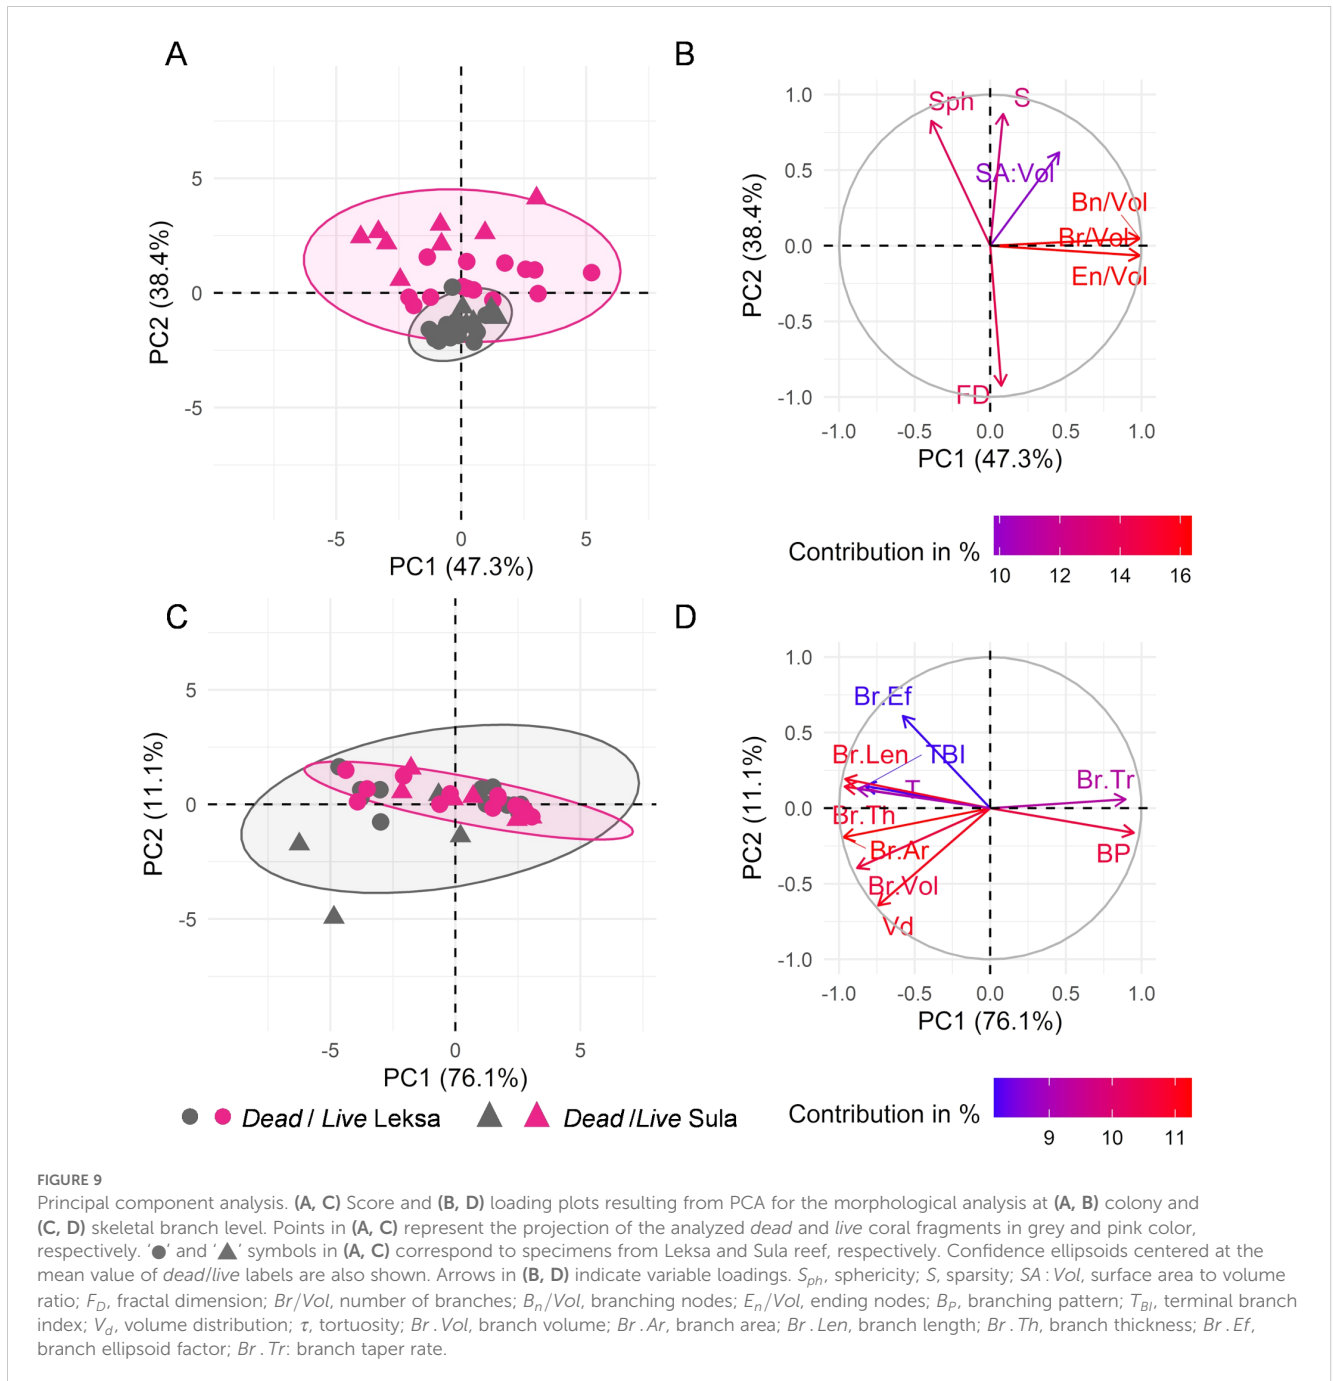 A
B
5
0
-5
PC2 (38.4%)
-5
0
5
PC1 (47.3%)
1.0
0.5
0.0
-0.5
-1.0
PC2 (38.4%)
Sph
S
SA:Vol
Bn/Vol
Br/Vol
En/Vol
FD
-1.0
-0.5
0.0
0.5
1.0
PC1 (47.3%)
Contribution in %
10
12
14
16
C
D
5
0
-5
PC2 (11.1%)
-5
0
5
PC1 (76.1%)
1.0
0.5
0.0
-0.5
-1.0
PC2 (11.1%)
Br.Ef
Br.Len
TBI
T
Br.Tr
Br.Th
BP
Br.Ar
Br.Vol
Vd
-1.0
-0.5
0.0
0.5
1.0
PC1 (76.1%)
Dead / Live Leksa
Dead /Live Sula
Contribution in %
9
10
11
FIGURE 9
Principal component analysis. (A, C) Score and (B, D) loading plots resulting from PCA for the morphological analysis at (A, B) colony and
(C, D) skeletal branch level. Points in (A, C) represent the projection of the analyzed dead and live coral fragments in grey and pink color,
respectively. ‘●’ and ‘▲’ symbols in (A, C) correspond to specimens from Leksa and Sula reef, respectively. Confidence ellipsoids centered at the
mean value of dead/live labels are also shown. Arrows in (B, D) indicate variable loadings. Sph, sphericity; S, sparsity; SA : Vol, surface area to volume
ratio; FD, fractal dimension; Br/Vol, number of branches; Bn/Vol, branching nodes; En/Vol, ending nodes; BP, branching pattern; TBI, terminal branch
index; Vd, volume distribution; τ, tortuosity; Br . Vol, branch volume; Br . Ar, branch area; Br . Len, branch length; Br . Th, branch thickness; Br . Ef,
branch ellipsoid factor; Br . Tr: branch taper rate.